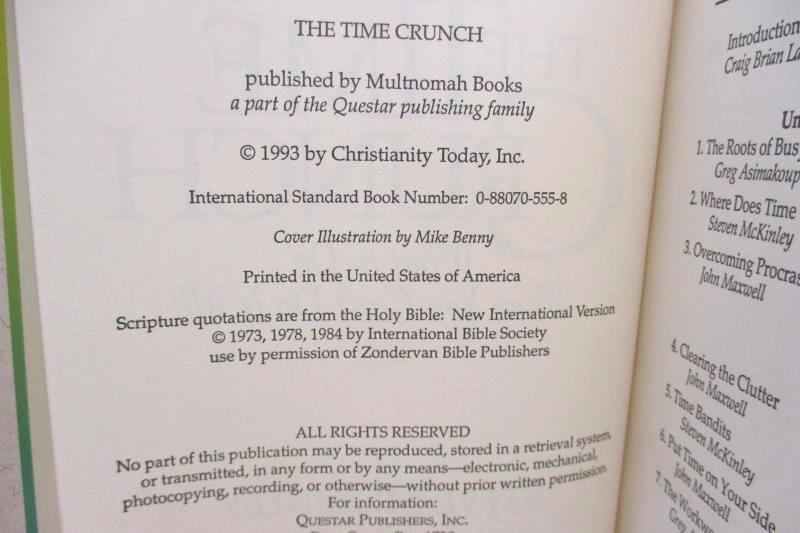 THE TIME CRUNCH
published by Multnomah Books
a part of the Questar publishing family
© 1993 by Christianity Today, Inc.
International Standard Book Number: 0-88070-555-8
Cover Illustration by Mike Benny
Printed in the United States of America
Scripture quotations are from the Holy Bible: New International Version
© 1973, 1978, 1984 by International Bible Society
use by permission of Zondervan Bible Publishers
ALL RIGHTS RESERVED
No part of this publication may be reproduced, stored in a retrieval system,
or transmitted, in any form or by any means—electronic, mechanical,
photocopying, recording, or otherwise—without prior written permission.
For information:
QUESTAR PUBLISHERS, INC.
Introduction
Craig Brian
1. The Roots of
Greg
2. Where Does Time
Steven McKinley
3. Overcoming
John Maxwell
4. Clearing the Clutter
John Maxwell
5. Time Bandits
Steven McKinley
6. Put Time on Your Side
John Maxwell
7. The